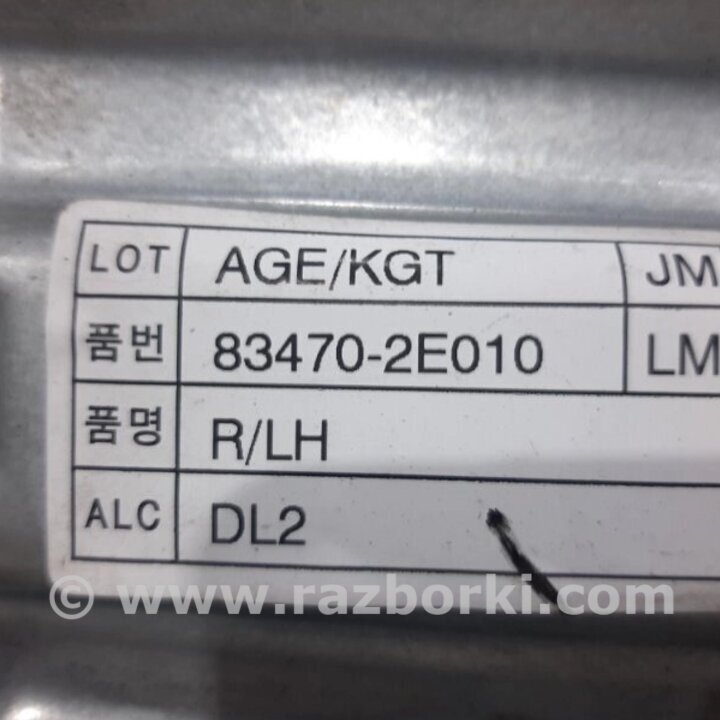 LOT AGE/KGT JM
품번 83470-2E010 LM
품명 R/LH
ALC DL2
© www.razborki.com